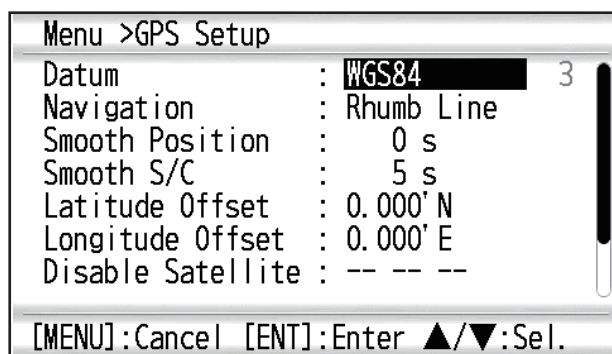 Menu >GPS Setup
Datum : WGS84 3
Navigation : Rhumb Line
Smooth Position : 0 s
Smooth S/C : 5 s
Latitude Offset : 0.000' N
Longitude Offset : 0.000' E
Disable Satellite : -- -- --
[MENU]:Cancel [ENT]:Enter ▲/▼:Sel.